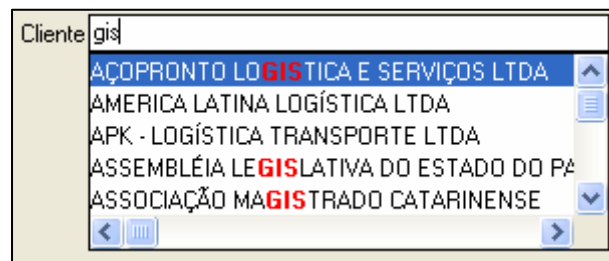 Cliente gis
AÇOPRONTO LOGISTICA E SERVIÇOS LTDA
AMERICA LATINA LOGÍSTICA LTDA
APK - LOGÍSTICA TRANSPORTE LTDA
ASSEMBLÉIA LEGISLATIVA DO ESTADO DO PA
ASSOCIAÇÃO MAGISTRADO CATARINENSE